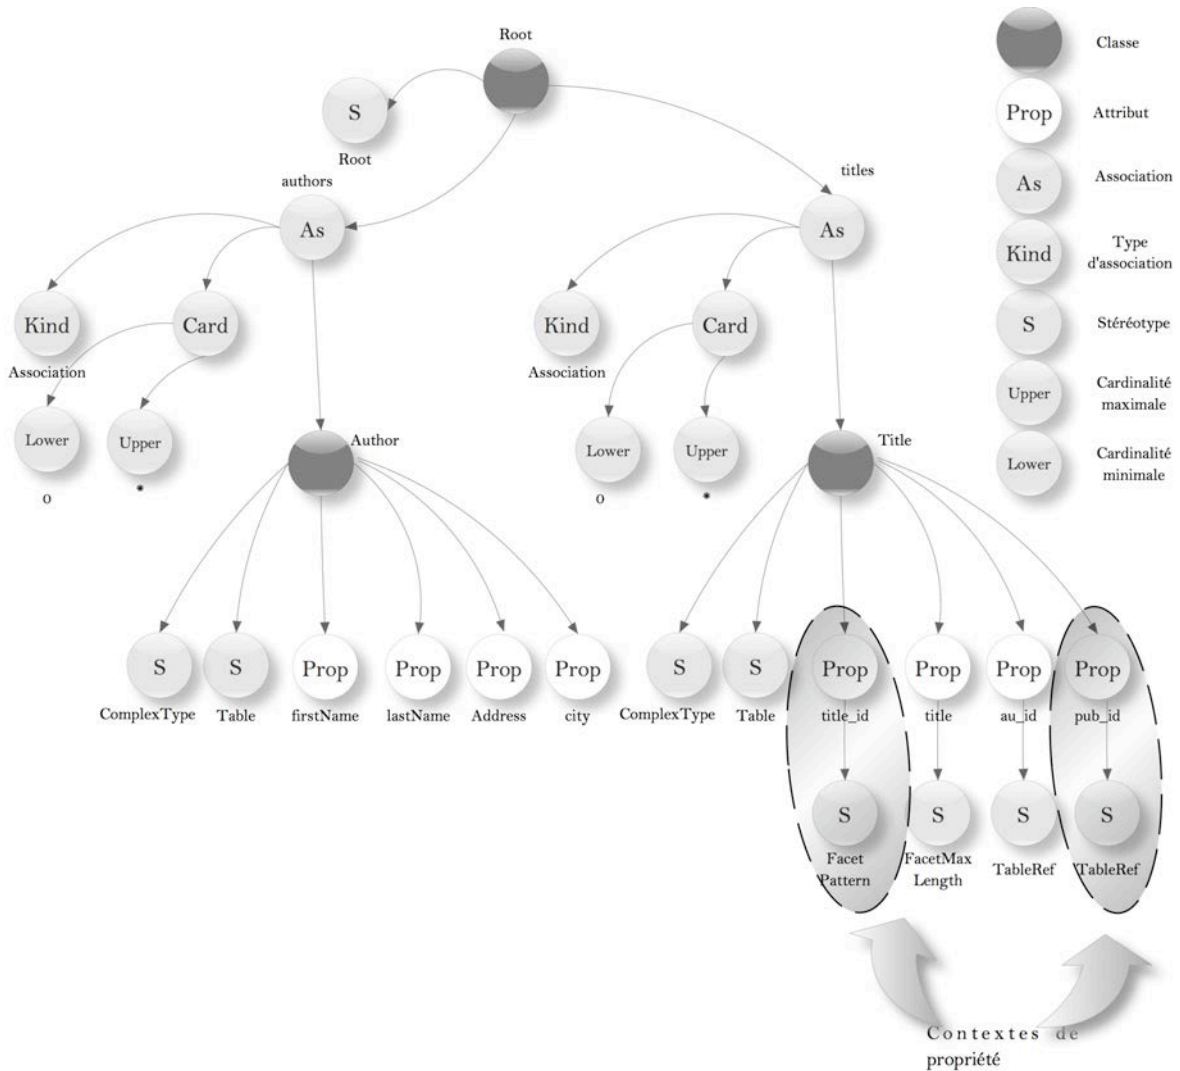 Root
S
Root
authors
As
titles
As
Kind
Association
Card
Lower
0
Upper
*
Kind
Association
Card
Lower
0
Upper
*
Author
Title
S
ComplexType
S
Table
Prop
firstName
Prop
lastName
Prop
Address
Prop
city
S
ComplexType
S
Table
Prop
title_id
Prop
title
Prop
au_id
Prop
pub_id
S
Facet
Pattern
S
FacetMax
Length
S
TableRef
S
TableRef
Contextes de
propriété
Classe
Prop
Attribut
As
Association
Kind
Type
d'association
S
Stéréotype
Upper
Cardinalité
maximale
Lower
Cardinalité
minimale